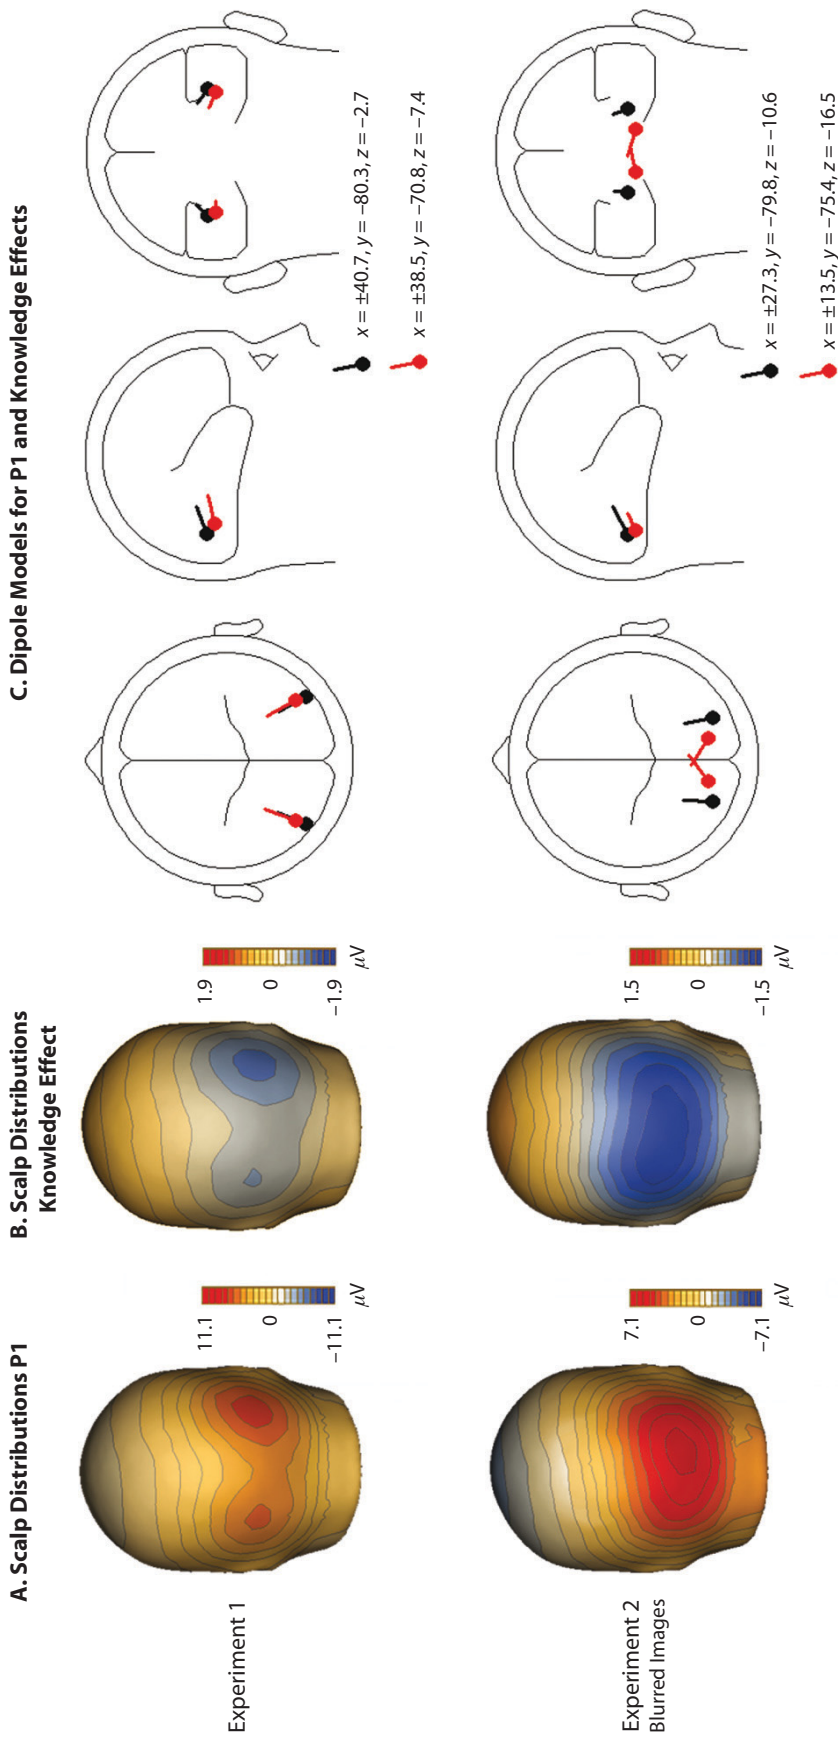 A. Scalp Distributions P1
B. Scalp Distributions
Knowledge Effect
C. Dipole Models for P1 and Knowledge Effects
Experiment 1
11.1
0
−11.1
μV
1.9
0
−1.9
μV
x = ±40.7, y = −80.3, z = −2.7
x = ±38.5, y = −70.8, z = −7.4
Experiment 2
Blurred Images
7.1
0
−7.1
μV
1.5
0
−1.5
μV
x = ±27.3, y = −79.8, z = −10.6
x = ±13.5, y = −75.4, z = −16.5